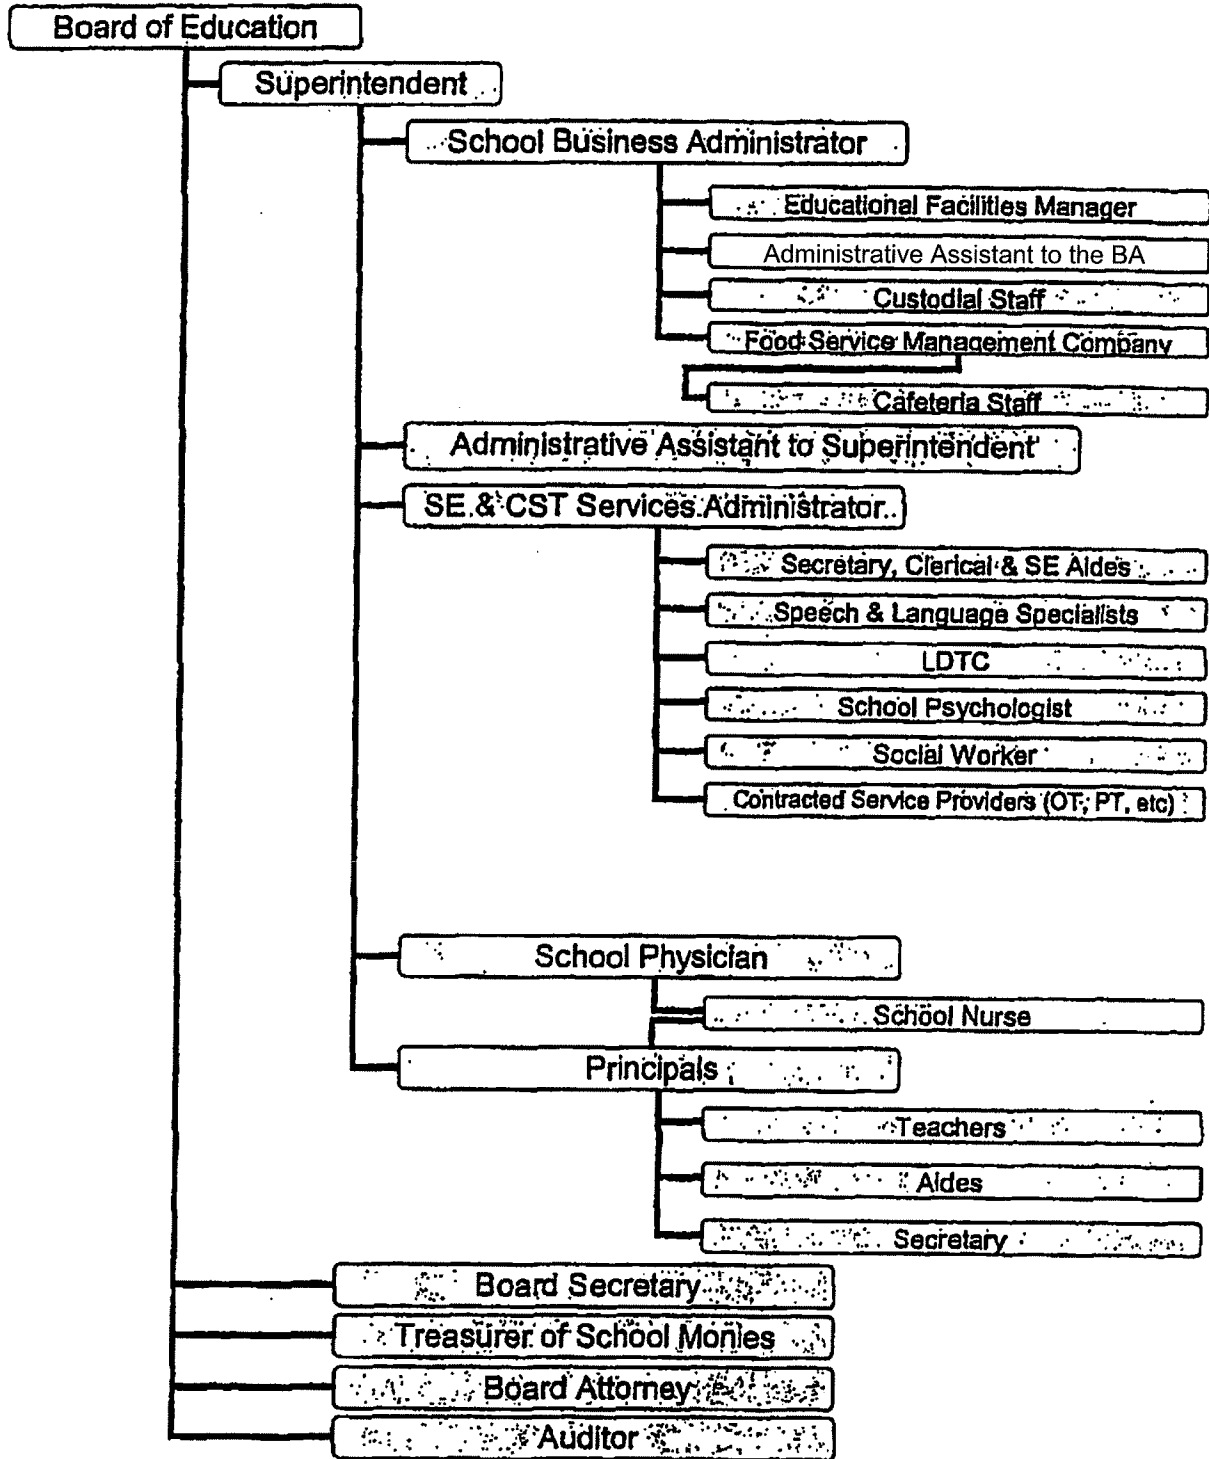 Board of Education
Superintendent
School Business Administrator
Educational Facilities Manager
Administrative Assistant to the BA
Custodial Staff
Food Service Management Company
Cafeteria Staff
Administrative Assistant to Superintendent
SE & CST Services Administrator
Secretary, Clerical & SE Aides
Speech & Language Specialists
LDTC
School Psychologist
Social Worker
Contracted Service Providers (OT, PT, etc)
School Physician
School Nurse
Principals
Teachers
Aides
Secretary
Board Secretary
Treasurer of School Monies
Board Attorney
Auditor